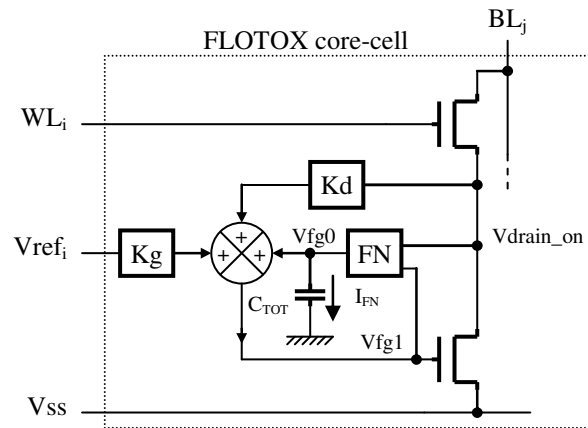 BLj
FLOTOX core-cell
WLi
Kd
+
+ +
Vfg0
Vrefi
Kg
FN
Vdrain_on
CTOT
IFN
Vfg1
Vss